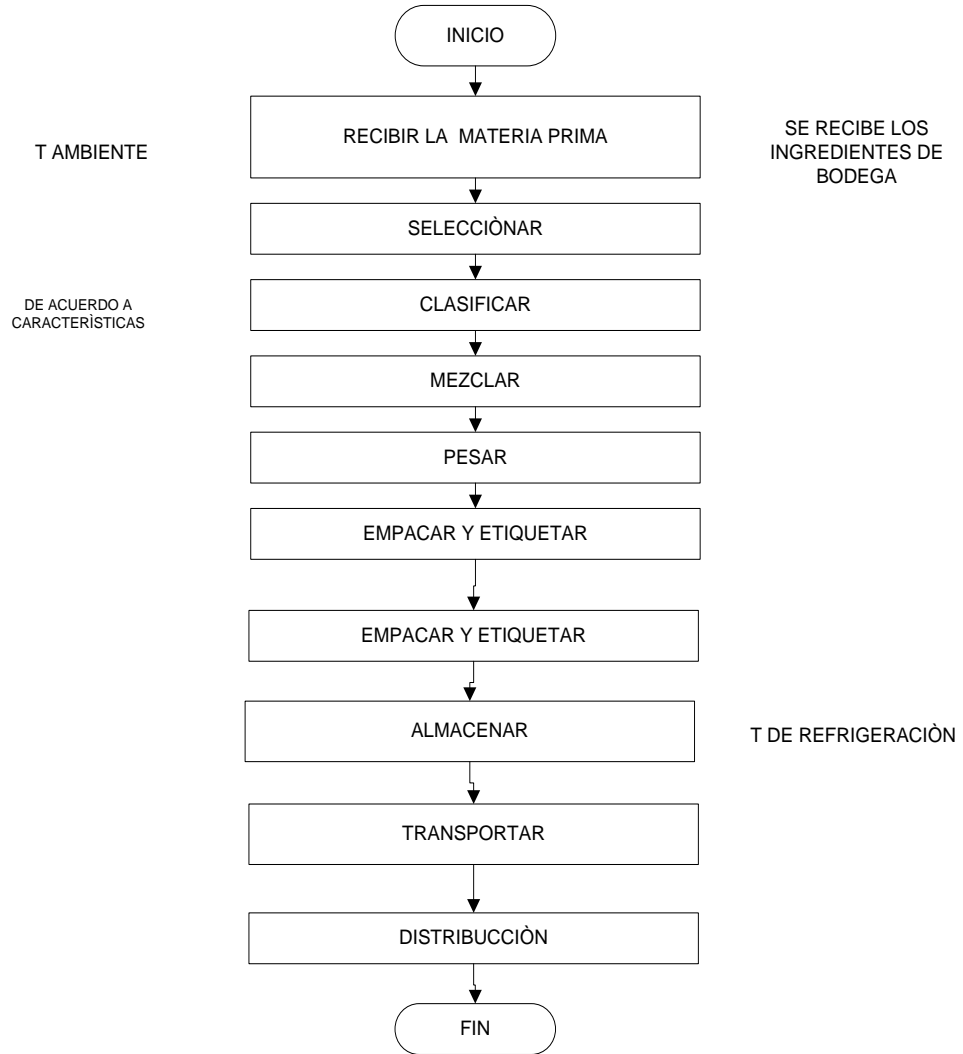 INICIO
RECIBIR LA MATERIA PRIMA
T AMBIENTE
SE RECIBE LOS
INGREDIENTES DE
BODEGA
SELECCIÒNAR
CLASIFICAR
DE ACUERDO A
CARACTERÌSTICAS
MEZCLAR
PESAR
EMPACAR Y ETIQUETAR
EMPACAR Y ETIQUETAR
ALMACENAR
T DE REFRIGERACIÒN
TRANSPORTAR
DISTRIBUCCIÒN
FIN